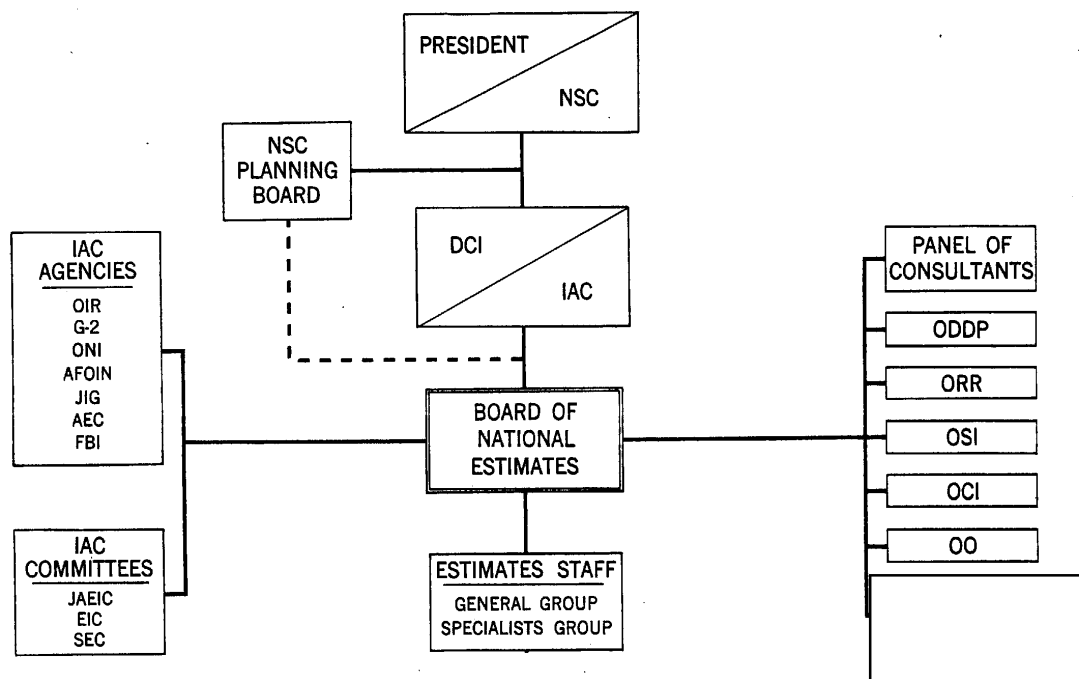 PRESIDENT
NSC
NSC
PLANNING
BOARD
DCI
IAC
IAC
AGENCIES
OIR
G-2
ONI
AFOIN
JIG
AEC
FBI
IAC
COMMITTEES
JAEIC
EIC
SEC
BOARD OF
NATIONAL
ESTIMATES
ESTIMATES STAFF
GENERAL GROUP
SPECIALISTS GROUP
PANEL OF
CONSULTANTS
ODDP
ORR
OSI
OCI
OO